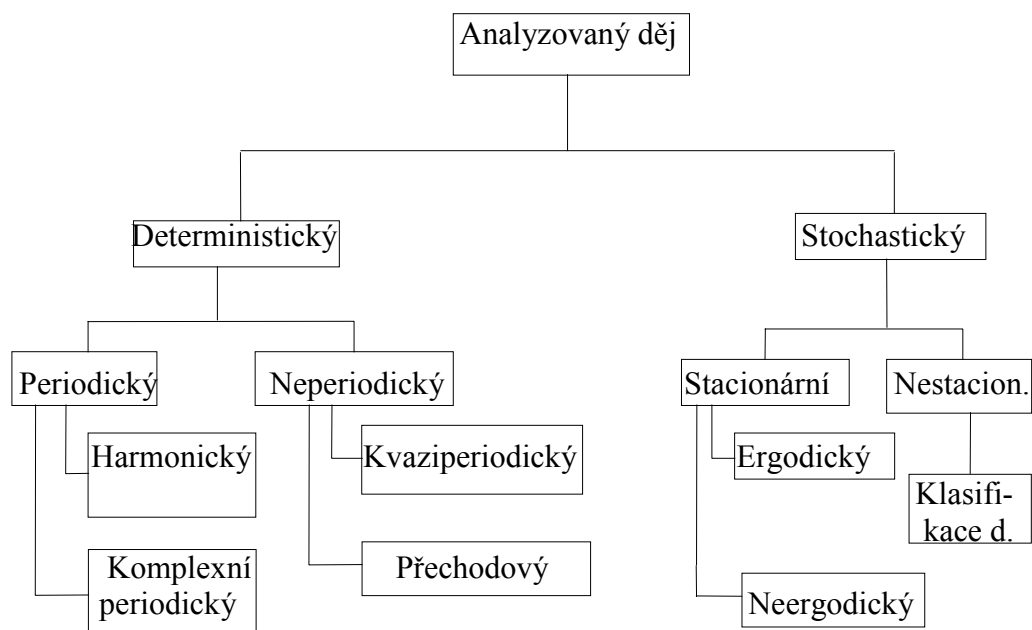 Analyzovaný děj
Deterministický
Stochastický
Periodický
Neperiodický
Stacionární
Nestacion.
Harmonický
Kvaziperiodický
Ergodický
Klasifi-
kace d.
Komplexní
periodický
Přechodový
Neergodický